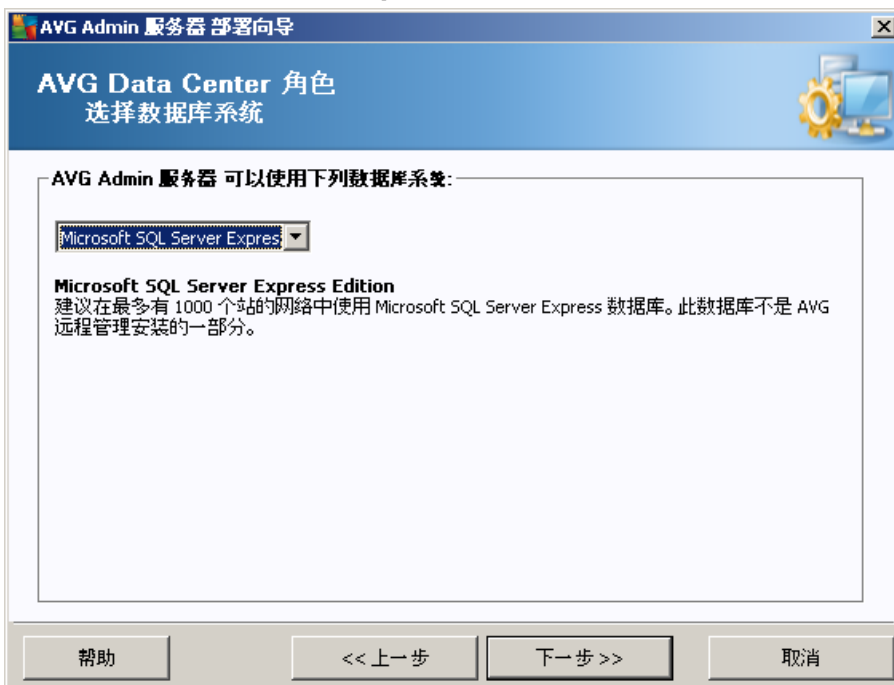 AVG Admin 服务器 部署向导
AVG Data Center 角色
选择数据库系统
AVG Admin 服务器 可以使用下列数据库系统:
Microsoft SQL Server Expres
Microsoft SQL Server Express Edition
建议在最多有 1000 个站的网络中使用 Microsoft SQL Server Express 数据库。此数据库不是 AVG
远程管理安装的一部分。
帮助
<< 上一步
下一步 >>
取消